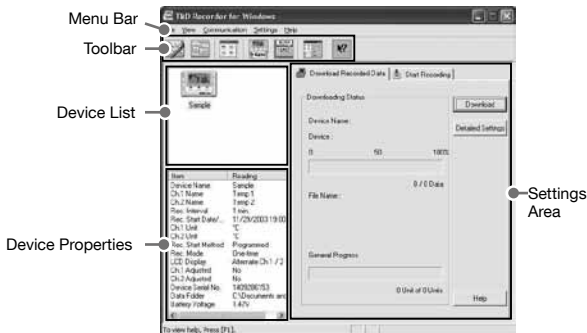 Menu Bar
Toolbar
Device List
Device Properties
Settings
Area
T&D Recorder for Windows
View Communication Settings Help
Sample
Download Recorded Data
Start Recording
Downloading Status
Device Name:
Device:
0 50 100%
0 / 0 Data
File Name:
General Progress
0 Unit of 0 Units
Download
Detailed Settings
Help
Item Reading
Device Name Sample
Ch.1 Name Temp 1
Ch.2 Name Temp 2
Rec. Interval 1 min.
Rec. Start Date/... 11/29/2003 19:00
Ch.1 Unit °C
Ch.2 Unit °C
Rec. Start Method Programmed
Rec. Mode One-time
LCD Display Alternate Ch.1 / 2
Ch.1 Adjusted No
Ch.2 Adjusted No
Device Serial No.
Data Folder C:\Documents and
Battery Voltage 1.47V
To view help, Press [F1].